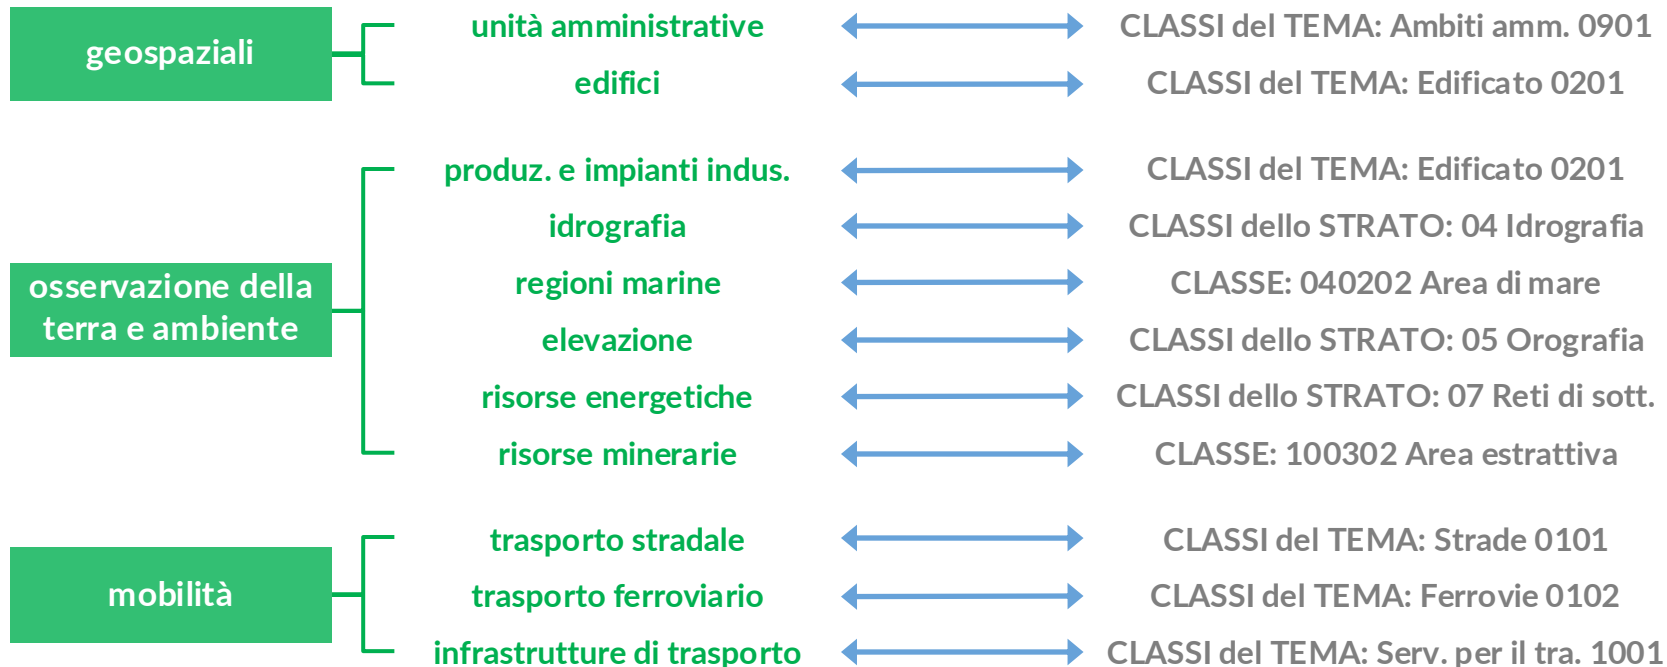 geospaziali
unità amministrative
CLASSI del TEMA: Ambiti amm. 0901
edifici
CLASSI del TEMA: Edificato 0201
osservazione della
terra e ambiente
produz. e impianti indus.
CLASSI del TEMA: Edificato 0201
idrografia
CLASSI dello STRATO: 04 Idrografia
regioni marine
CLASSE: 040202 Area di mare
elevazione
CLASSI dello STRATO: 05 Orografia
risorse energetiche
CLASSI dello STRATO: 07 Reti di sott.
risorse minerarie
CLASSE: 100302 Area estrattiva
mobilità
trasporto stradale
CLASSI del TEMA: Strade 0101
trasporto ferroviario
CLASSI del TEMA: Ferrovie 0102
infrastrutture di trasporto
CLASSI del TEMA: Serv. per il tra. 1001